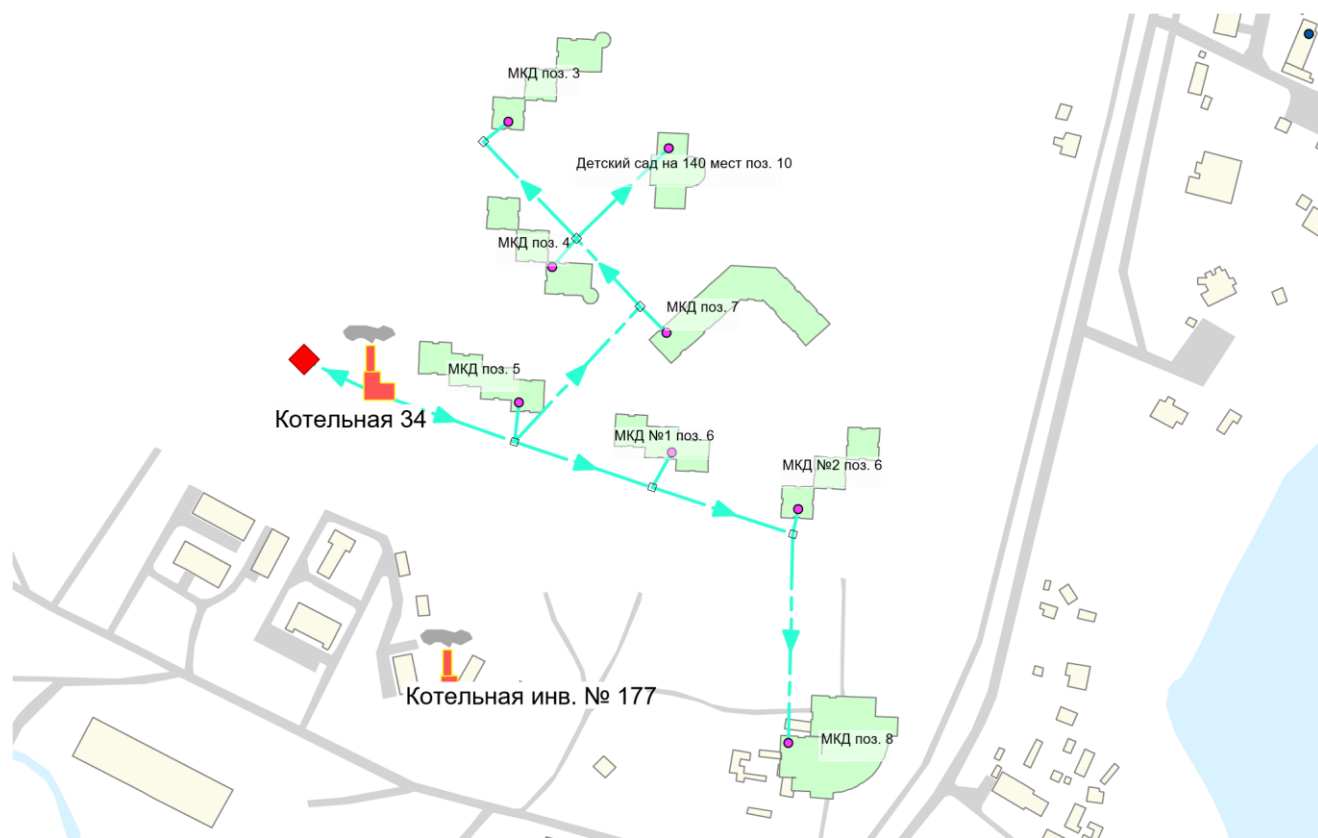 МКД поз. 3
Детский сад на 140 мест поз. 10
МКД поз. 4
МКД поз. 7
МКД поз. 5
Котельная 34
МКД №1 поз. 6
МКД №2 поз. 6
Котельная инв. № 177
МКД поз. 8